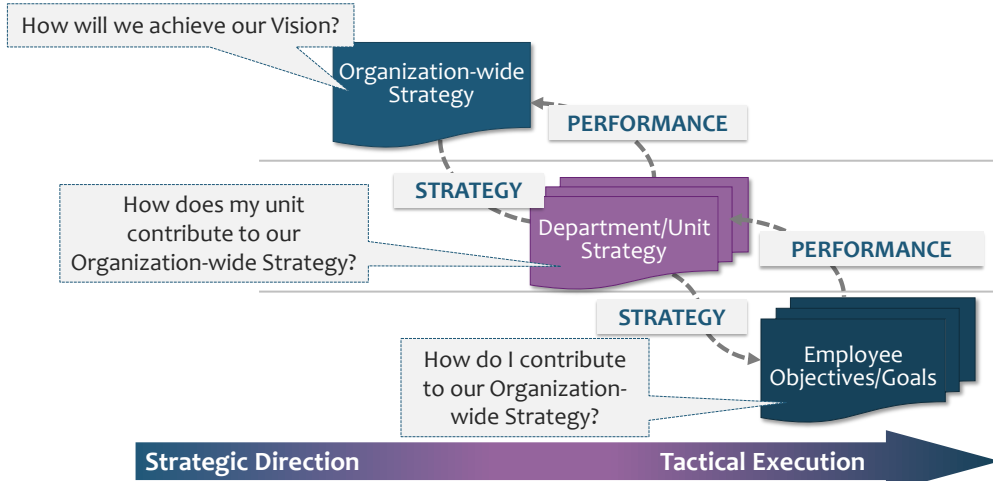 How will we achieve our Vision?
Organization-wide
Strategy
PERFORMANCE
STRATEGY
How does my unit
contribute to our
Organization-wide Strategy?
Department/Unit
Strategy
PERFORMANCE
STRATEGY
How do I contribute
to our Organization-
wide Strategy?
Employee
Objectives/Goals
Strategic Direction
Tactical Execution